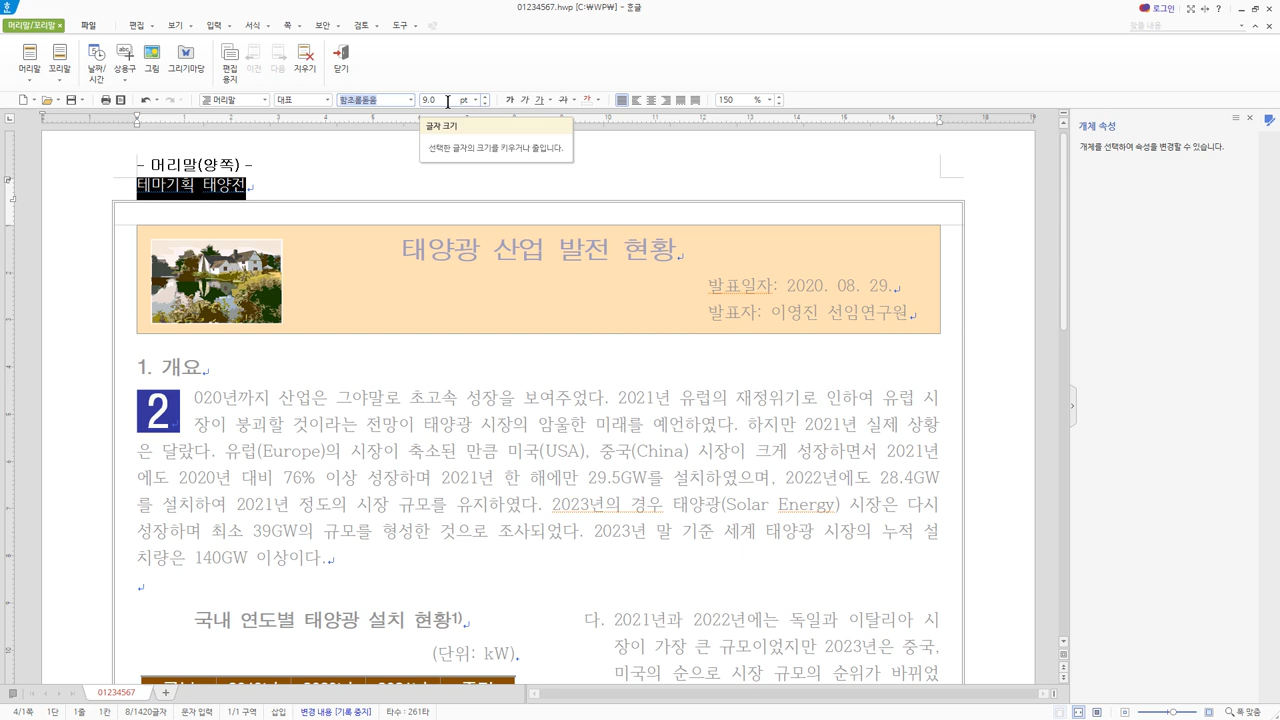 01234567.hwp [C:\WP\] - 한글
로그인
머리말/꼬리말 파일 편집 보기 입력 서식 쪽 보안 검토 도구 찾을 내용
머리말 꼬리말 날짜/시간 상용구 그림 그리기마당 편집 용지 이전 다음 지우기 닫기
머리말 대표 함초롬돋움 9.0 pt 가 가 가 가 가 150 %
글자 크기
선택한 글자의 크기를 키우거나 줄입니다.
개체 속성
개체를 선택하여 속성을 변경할 수 있습니다.
– 머리말(양쪽) –
테마기획 태양전
태양광 산업 발전 현황
발표일자: 2020. 08. 29.
발표자: 이영진 선임연구원
1. 개요
2 020년까지 산업은 그야말로 초고속 성장을 보여주었다. 2021년 유럽의 재정위기로 인하여 유럽 시
장이 붕괴할 것이라는 전망이 태양광 시장의 암울한 미래를 예언하였다. 하지만 2021년 실제 상황
은 달랐다. 유럽(Europe)의 시장이 축소된 만큼 미국(USA), 중국(China) 시장이 크게 성장하면서 2021년
에도 2020년 대비 76% 이상 성장하며 2021년 한 해에만 29.5GW를 설치하였으며, 2022년에도 28.4GW
를 설치하여 2021년 정도의 시장 규모를 유지하였다. 2023년의 경우 태양광(Solar Energy) 시장은 다시
성장하며 최소 39GW의 규모를 형성한 것으로 조사되었다. 2023년 말 기준 세계 태양광 시장의 누적 설
치량은 140GW 이상이다.
국내 연도별 태양광 설치 현황1)
(단위: kW)
다. 2021년과 2022년에는 독일과 이탈리아 시
장이 가장 큰 규모이었지만 2023년은 중국,
미국의 순으로 시장 규모의 순위가 바뀌었
01234567
4/1쪽 1단 1줄 1칸 8/1420글자 문자 입력 1/1 구역 삽입 변경 내용 [기록 중지] 타수 : 261타 폭 맞춤